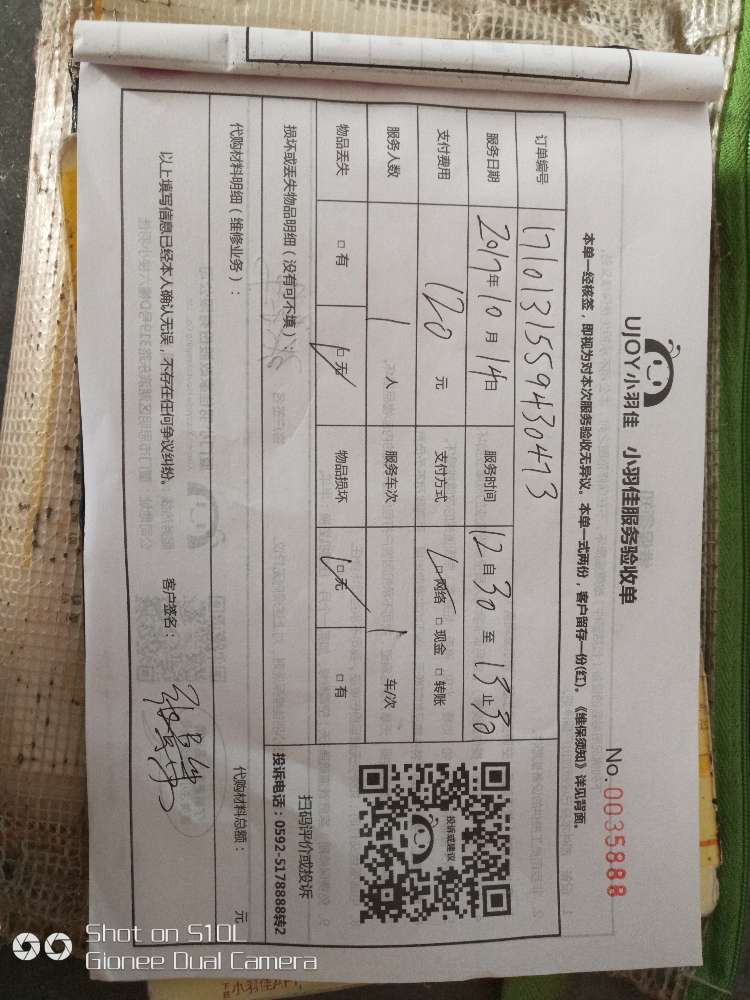 UJOY小羽佳 小羽佳服务验收单
No.0035888
本单一经核签，即视为对本次服务验收无异议。本单一式两份，客户留存一份(红)。《维保须知》详见背面。
订单编号 1710131559430473
服务日期 2017年10月14日 服务时间 12自30至15止30
支付费用 120元 支付方式 □网络 □现金 □转账
服务人数 1人 服务车次 1车/次
物品丢失 □有 □无 物品损坏 □无 □有
投诉或建议
扫码评价或投诉
投诉电话：0592-5178888转2
损坏或丢失物品明细（没有可不填）：
代购材料明细（维修业务）： 代购材料总额： 元
以上填写信息已经本人确认无误，不存在任何争议纠纷。 客户签名：
Shot on S10L
Gionee Dual Camera